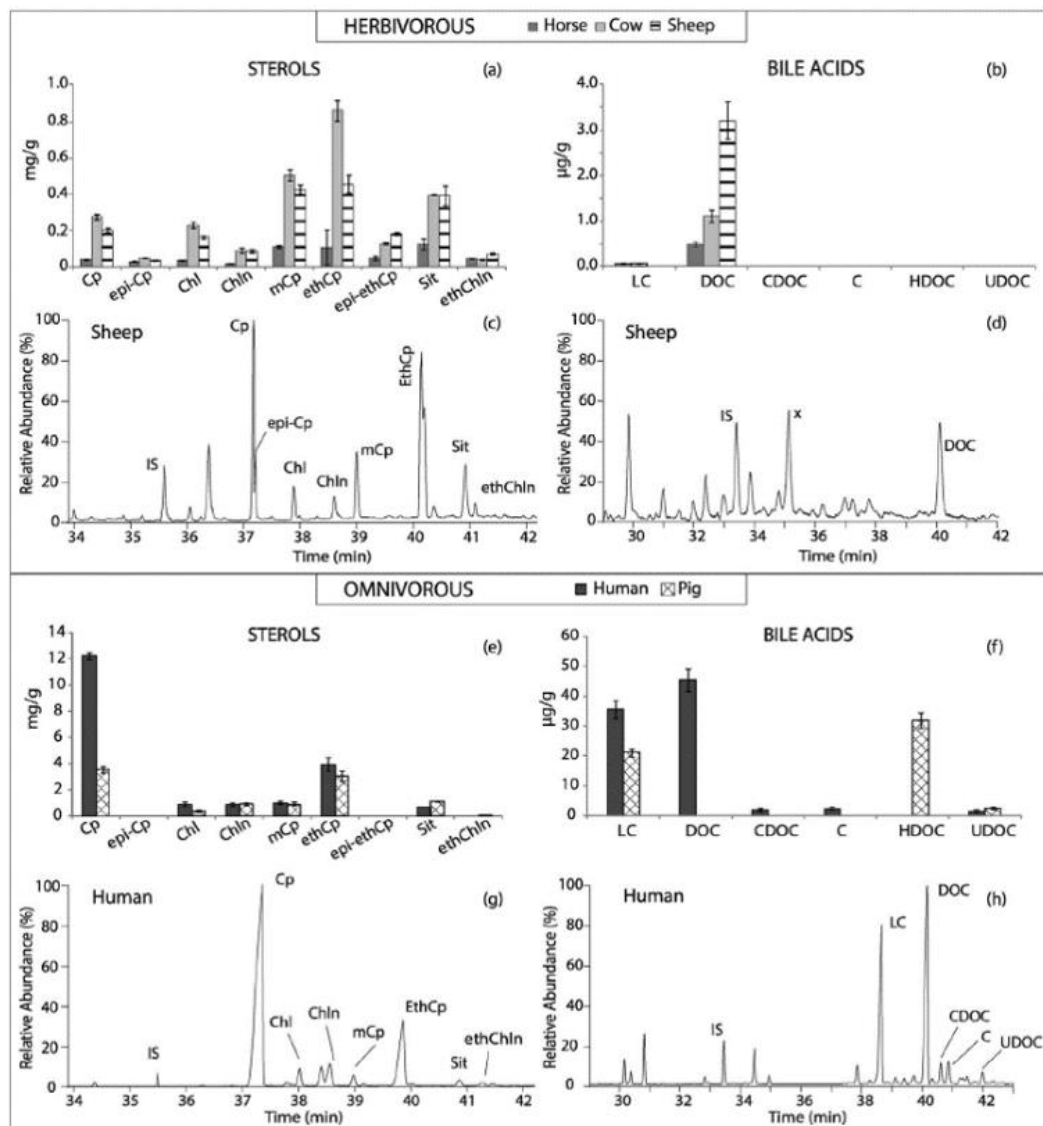 HERBIVOROUS
Horse Cow Sheep
STEROLS
(a)
mg/g
1.0
0.8
0.6
0.4
0.2
0
Cp epi-Cp Chl Chln mCp ethCp epi-ethCp Sit ethChln
BILE ACIDS
(b)
µg/g
4.0
3.0
2.0
1.0
0.0
LC DOC CDOC C HDOC UDOC
Sheep
(c)
Relative Abundance (%)
100
80
60
40
20
0
IS
Cp
epi-Cp
Chl
Chln
mCp
EthCp
Sit
ethChln
34 35 36 37 38 39 40 41 42
Time (min)
Sheep
(d)
Relative Abundance (%)
100
80
60
40
20
0
IS
x
DOC
30 32 34 36 38 40 42
Time (min)
OMNIVOROUS
Human Pig
STEROLS
(e)
mg/g
14
12
10
8
6
4
2
0
Cp epi-Cp Chl Chln mCp ethCp epi-ethCp Sit ethChln
BILE ACIDS
(f)
µg/g
60
50
40
30
20
10
0
LC DOC CDOC C HDOC UDOC
Human
(g)
Relative Abundance (%)
100
80
60
40
20
0
IS
Cp
Chl
Chln
mCp
EthCp
Sit
ethChln
34 35 36 37 38 39 40 41 42
Time (min)
Human
(h)
Relative Abundance (%)
100
80
60
40
20
0
IS
LC
DOC
CDOC
C
UDOC
30 32 34 36 38 40 42
Time (min)